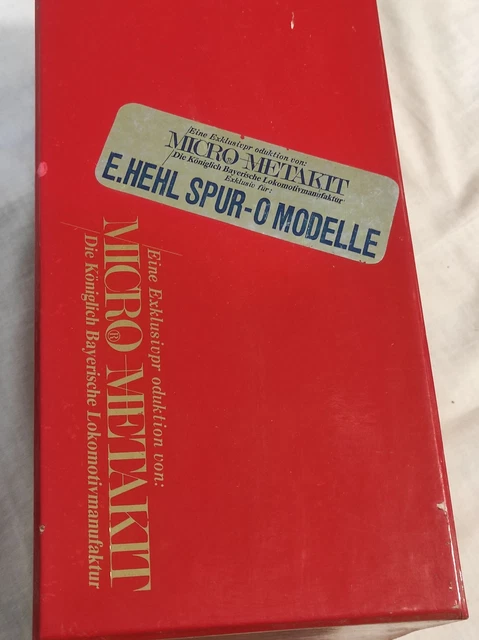 Eine Exklusivpr oduktion von:
MICRO-METAKIT
Die Königlich Bayerische Lokomotivmanufaktur
Exklusiv für:
E.HEHL SPUR-O MODELLE
Eine Exklusivpr oduktion von:
MICRO®-METAKIT
Die Königlich Bayerische Lokomotivmanufaktur